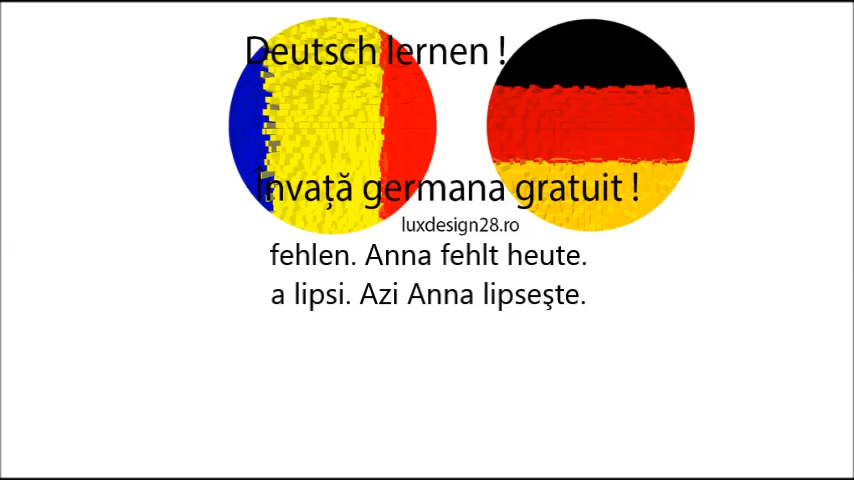 Deutsch lernen !
Învață germana gratuit !
luxdesign28.ro
fehlen. Anna fehlt heute.
a lipsi. Azi Anna lipseşte.